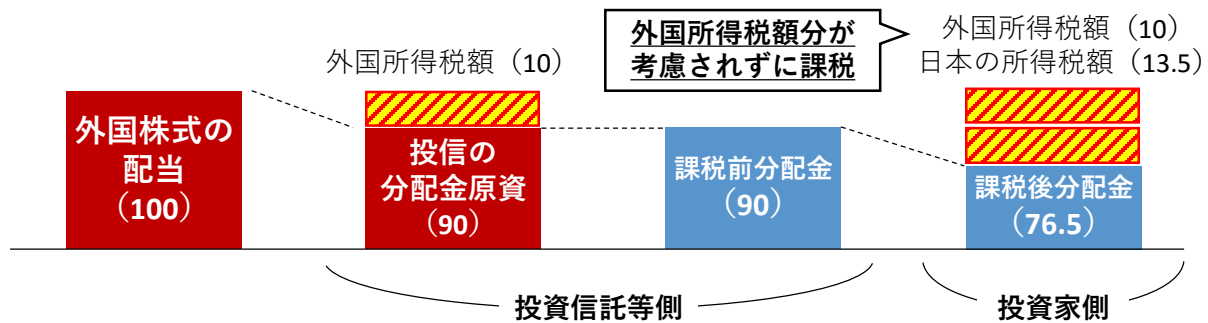 外国所得税額分が
考慮されずに課税
外国所得税額（10）
外国所得税額（10）
日本の所得税額（13.5）
外国株式の
配当
（100）
投信の
分配金原資
（90）
課税前分配金
（90）
課税後分配金
（76.5）
投資信託等側
投資家側